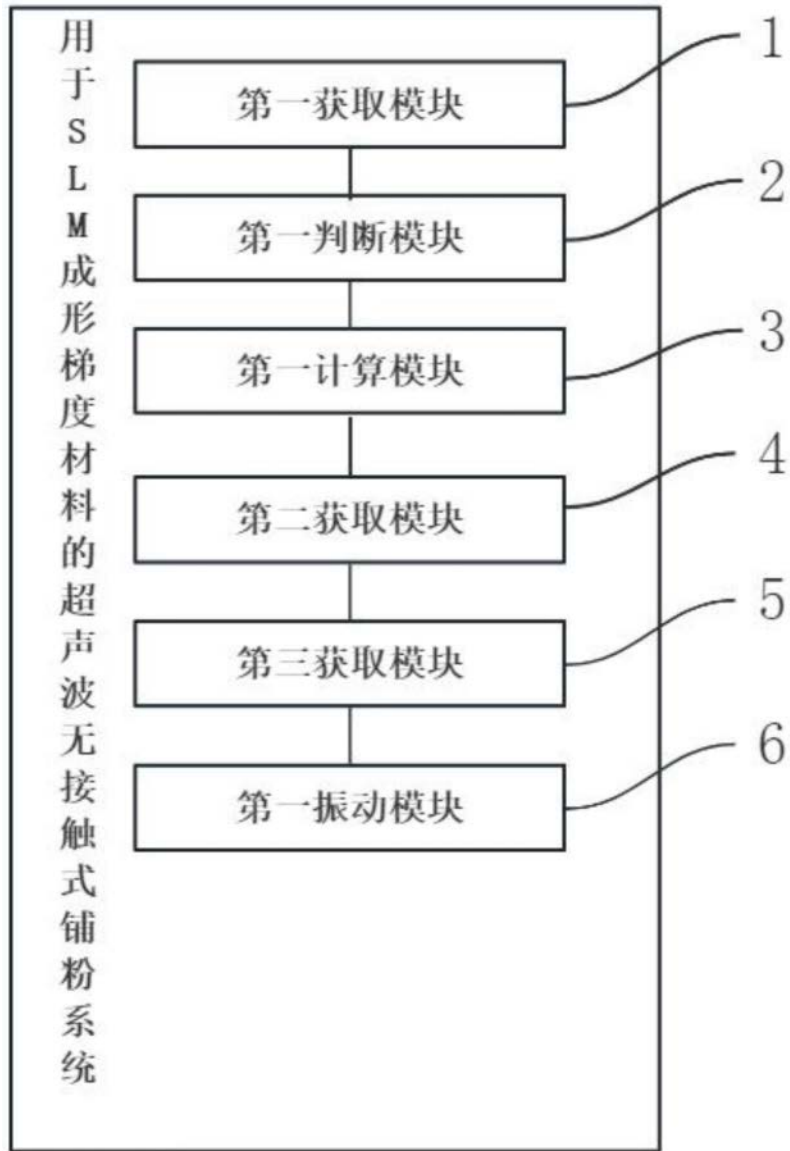 用于SLM成形梯度材料的超声波无接触式铺粉系统
第一获取模块
1
第一判断模块
2
第一计算模块
3
第二获取模块
4
第三获取模块
5
第一振动模块
6